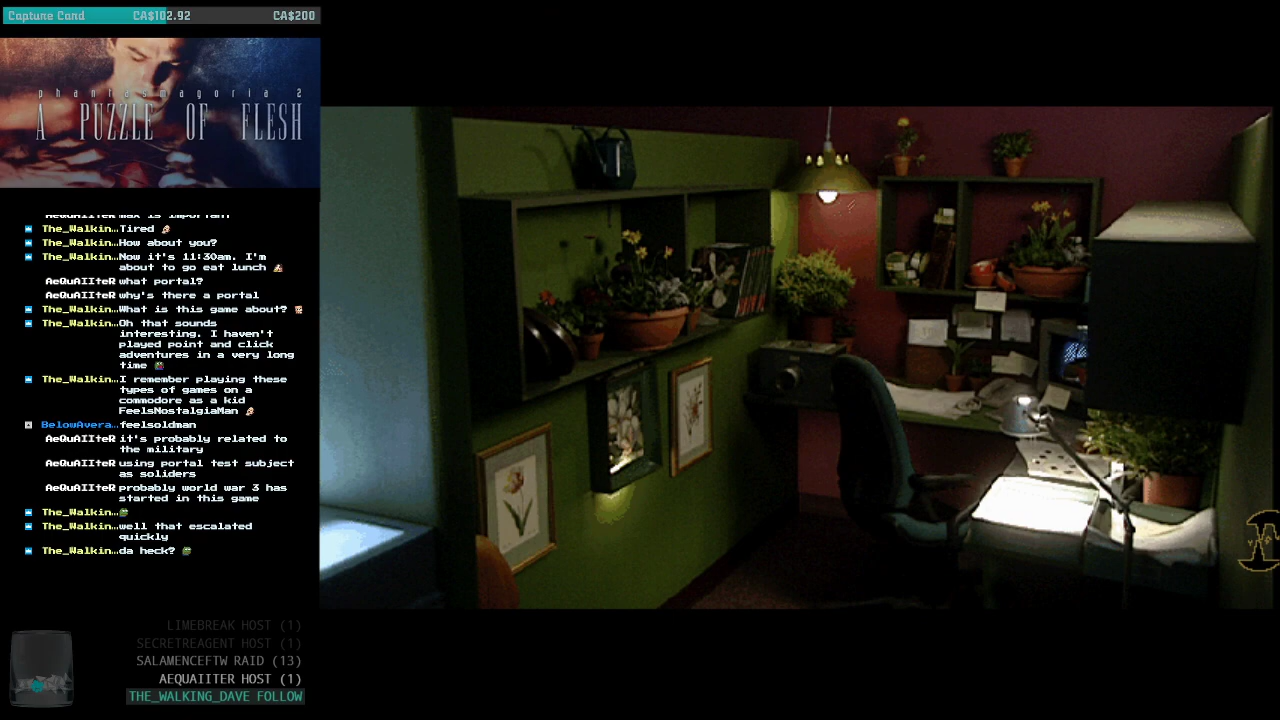 Captune Cand CA$102.92 CA$200
phantasmagoria 2
A PUZZLE OF FLESH
AeQuAIIteR max is important
The_Walkin… Tired
The_Walkin… How about you?
The_Walkin… Now it's 11:30am. I'm
about to go eat lunch
AeQuAIIteR what portal?
AeQuAIIteR why's there a portal
The_Walkin… What is this game about?
The_Walkin… Oh that sounds
interesting. I haven't
played point and click
adventures in a very long
time
The_Walkin… I remember playing these
types of games on a
commodore as a kid
FeelsNostalgiaMan
BelowAvera… feelsoldman
AeQuAIIteR it's probably related to
the military
AeQuAIIteR using portal test subject
as soliders
AeQuAIIteR probably world war 3 has
started in this game
The_Walkin…
The_Walkin… well that escalated
quickly
The_Walkin… da heck?
LIMEBREAK HOST (1)
SECRETREAGENT HOST (1)
SALAMENCEFTW RAID (13)
AEQUAIITER HOST (1)
THE_WALKING_DAVE FOLLOW